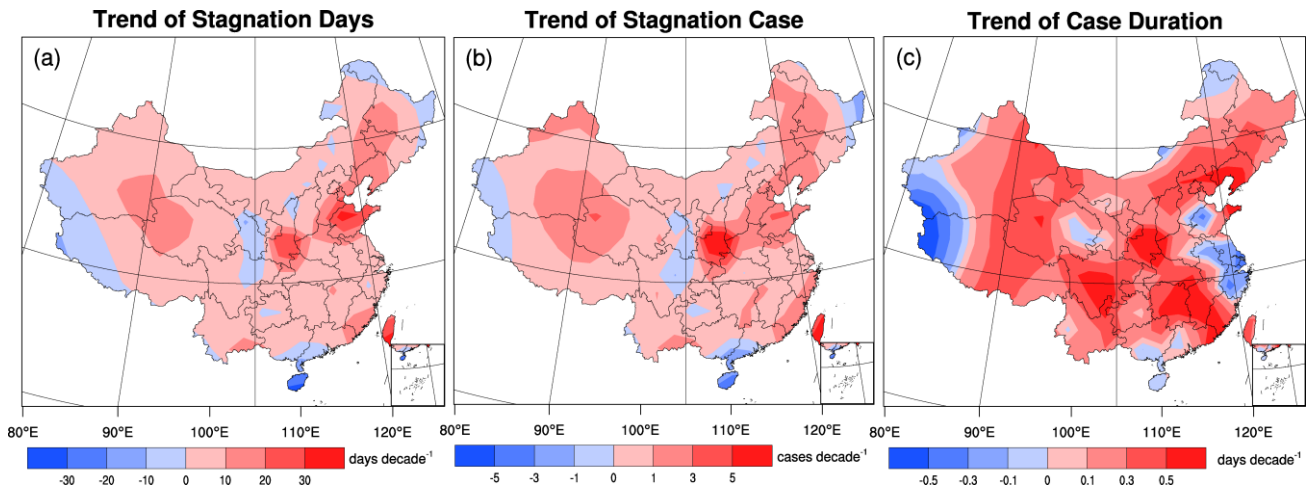 Trend of Stagnation Days
Trend of Stagnation Case
Trend of Case Duration
(a)
(b)
(c)
80°E 90°E 100°E 110°E 120°E
80°E 90°E 100°E 110°E 120°E
80°E 90°E 100°E 110°E 120°E
-30 -20 -10 0 10 20 30 days decade⁻¹
-5 -3 -1 0 1 3 5 cases decade⁻¹
-0.5 -0.3 -0.1 0 0.1 0.3 0.5 days decade⁻¹